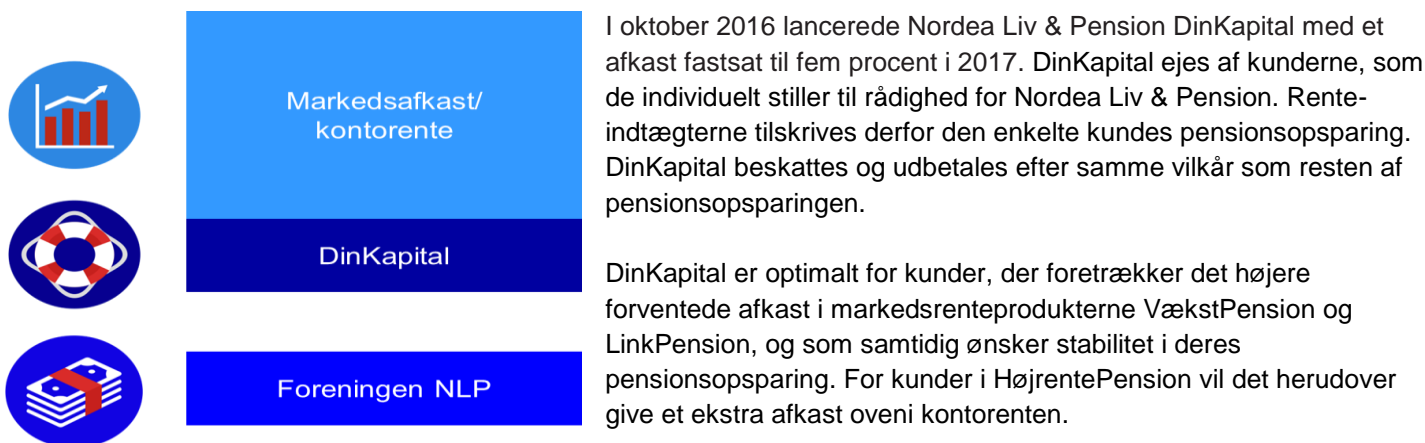 Markedsafkast/
kontorente
DinKapital
Foreningen NLP
I oktober 2016 lancerede Nordea Liv & Pension DinKapital med et
afkast fastsat til fem procent i 2017. DinKapital ejes af kunderne, som
de individuelt stiller til rådighed for Nordea Liv & Pension. Rente-
indtægterne tilskrives derfor den enkelte kundes pensionsopsparing.
DinKapital beskattes og udbetales efter samme vilkår som resten af
pensionsopsparingen.
DinKapital er optimalt for kunder, der foretrækker det højere
forventede afkast i markedsrenteprodukterne VækstPension og
LinkPension, og som samtidig ønsker stabilitet i deres
pensionsopsparing. For kunder i HøjrentePension vil det herudover
give et ekstra afkast oveni kontorenten.